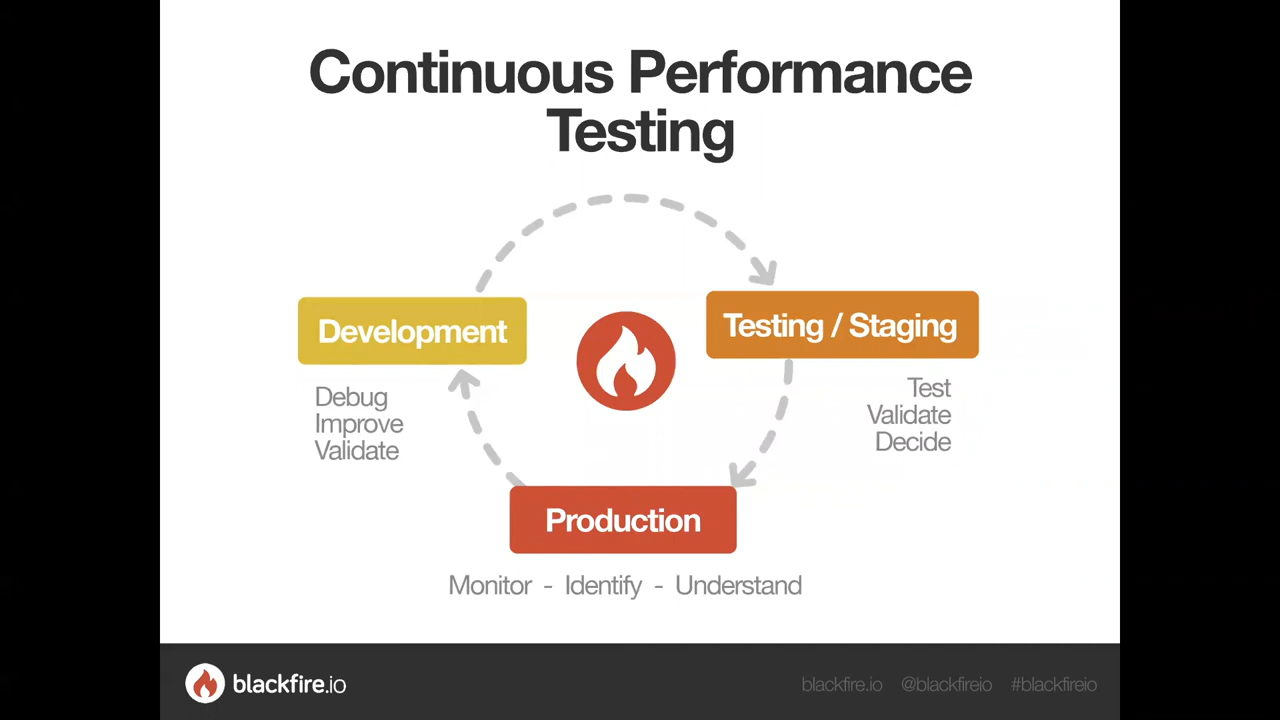 Continuous Performance
Testing
Development
Testing / Staging
Debug
Improve
Validate
Test
Validate
Decide
Production
Monitor - Identify - Understand
blackfire.io
blackfire.io @blackfireio #blackfireio